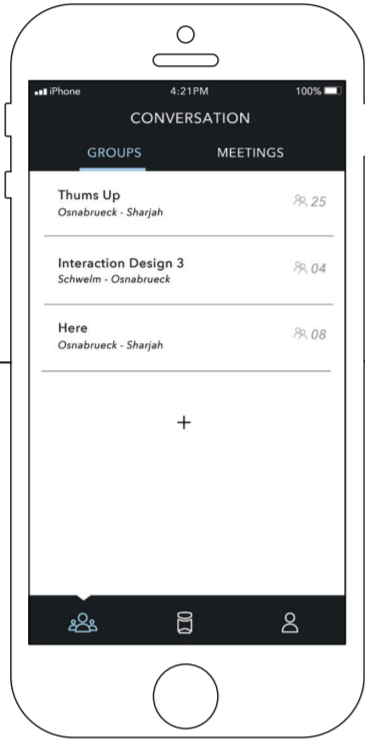 iPhone 4:21PM 100%
CONVERSATION
GROUPS MEETINGS
Thums Up 25
Osnabrueck - Sharjah
Interaction Design 3 04
Schwelm - Osnabrueck
Here 08
Osnabrueck - Sharjah
+